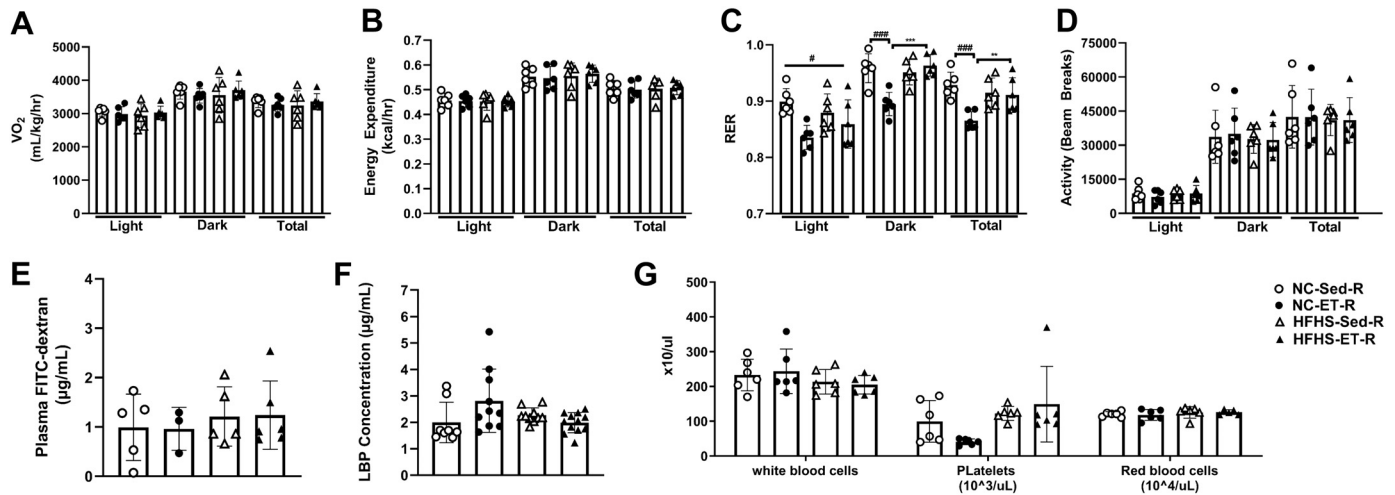 A
VO2
(mL/kg/hr)
5000
4000
3000
2000
1000
0
Light
Dark
Total
B
Energy Expenditure
(kcal/hr)
0.7
0.6
0.5
0.4
0.3
0.2
0.1
0.0
Light
Dark
Total
C
RER
1.0
0.9
0.8
0.7
#
###
***
###
**
Light
Dark
Total
D
Activity (Beam Breaks)
75000
60000
45000
30000
15000
0
Light
Dark
Total
E
Plasma FITC-dextran
(µg/mL)
4
3
2
1
0
F
LBP Concentration (µg/mL)
7
6
5
4
3
2
1
0
G
x10/ul
500
400
300
200
100
0
white blood cells
PLatelets
(10^3/uL)
Red blood cells
(10^4/uL)
NC-Sed-R
NC-ET-R
HFHS-Sed-R
HFHS-ET-R